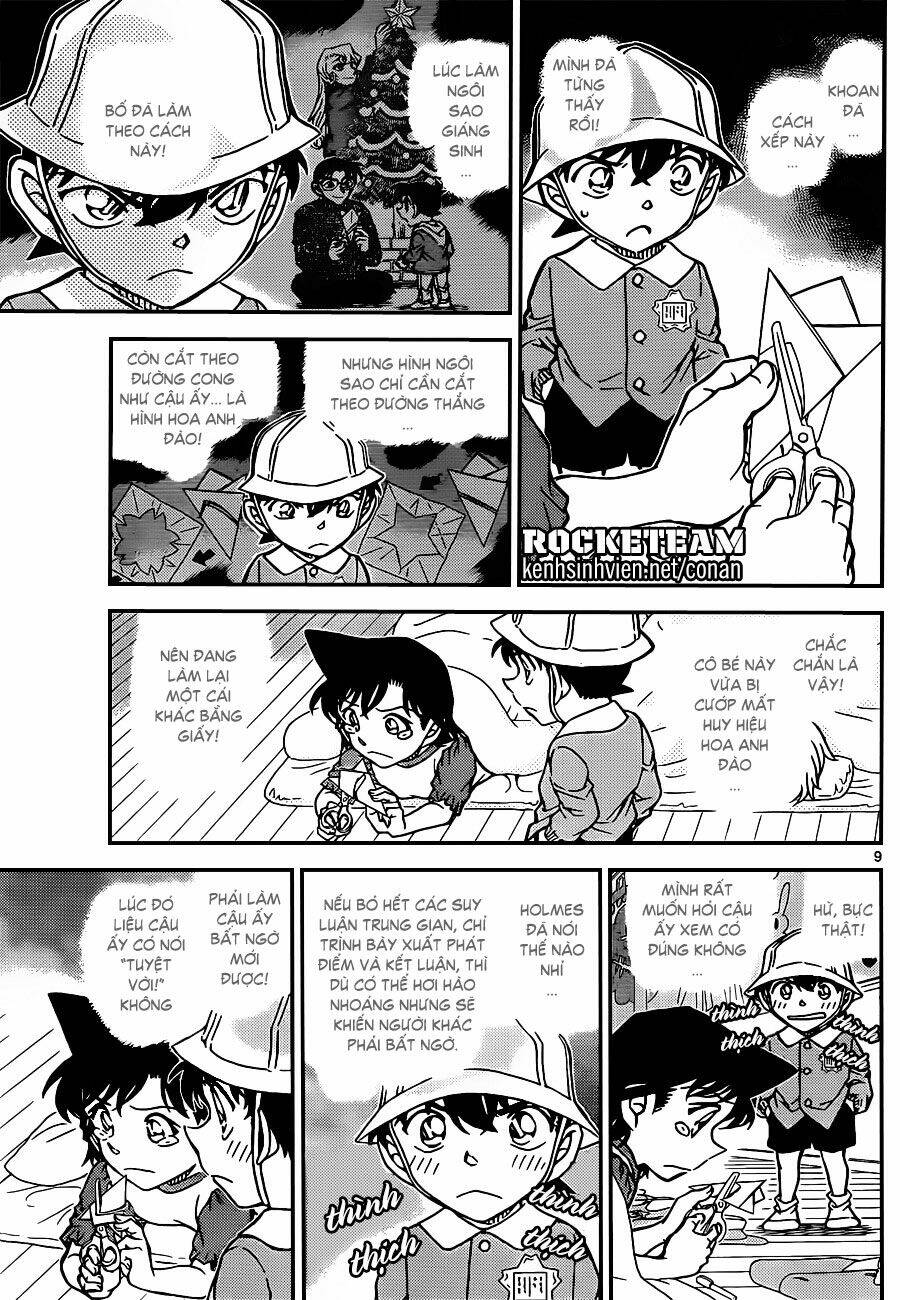 KHOAN
ĐÃ
...
CÁCH
XẾP NÀY
...
MÌNH ĐÃ
TỪNG
THẤY
RỒI!
LÚC LÀM
NGÔI
SAO
GIÁNG
SINH
...
BỐ ĐÃ LÀM
THEO CÁCH
NÀY!
NHƯNG HÌNH NGÔI
SAO CHỈ CẦN CẮT
THEO ĐƯỜNG THẲNG
...
CÒN CẮT THEO
ĐƯỜNG CONG
NHƯ CẬU ẤY... LÀ
HÌNH HOA ANH
ĐÀO!
ROCKETEAM
kenhsinhvien.net/conan
CHẮC
CHẮN LÀ
VẬY!
CÔ BÉ NÀY
VỪA BỊ
CƯỚP MẤT
HUY HIỆU
HOA ANH
ĐÀO
...
NÊN ĐANG
LÀM LẠI
MỘT CÁI
KHÁC BẰNG
GIẤY!
9
HỪ, BỰC
THẬT!
MÌNH RẤT
MUỐN HỎI CẬU
ẤY XEM CÓ
ĐÚNG KHÔNG
...
thình
thịch
thình
thịch
HOLMES
ĐÃ NÓI
THẾ NÀO
NHỈ
...
NẾU BỎ HẾT CÁC SUY
LUẬN TRUNG GIAN, CHỈ
TRÌNH BÀY XUẤT PHÁT
ĐIỂM VÀ KẾT LUẬN, THÌ
DÙ CÓ THỂ HƠI HÀO
NHOÁNG NHƯNG SẼ
KHIẾN NGƯỜI KHÁC
PHẢI BẤT NGỜ.
thình
thịch
thình
thịch
PHẢI LÀM
CẬU ẤY
BẤT NGỜ
MỚI
ĐƯỢC!
LÚC ĐÓ
LIỆU CẬU
ẤY CÓ NÓI
"TUYỆT
VỜI!"
KHÔNG